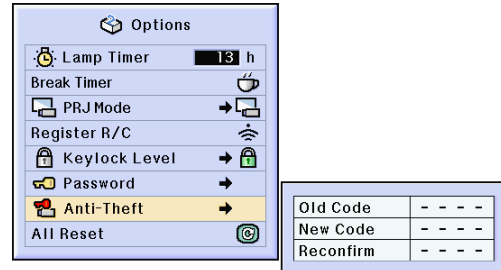 Options
Lamp Timer 13 h
Break Timer
PRJ Mode
Register R/C
Keylock Level
Password
Anti-Theft
All Reset
Old Code - - - -
New Code - - - -
Reconfirm - - - -